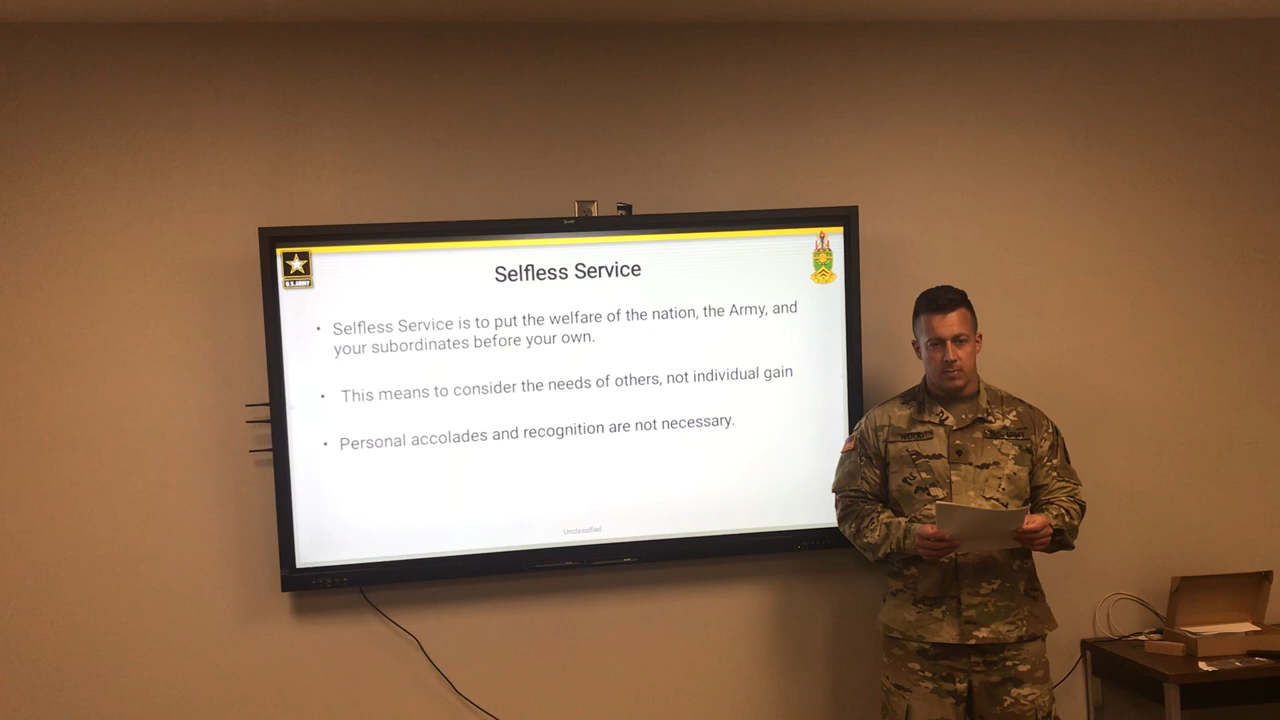 Selfless Service
• Selfless Service is to put the welfare of the nation, the Army, and
your subordinates before your own.
• This means to consider the needs of others, not individual gain
• Personal accolades and recognition are not necessary.
Unclassified
U.S. ARMY
U.S. ARMY